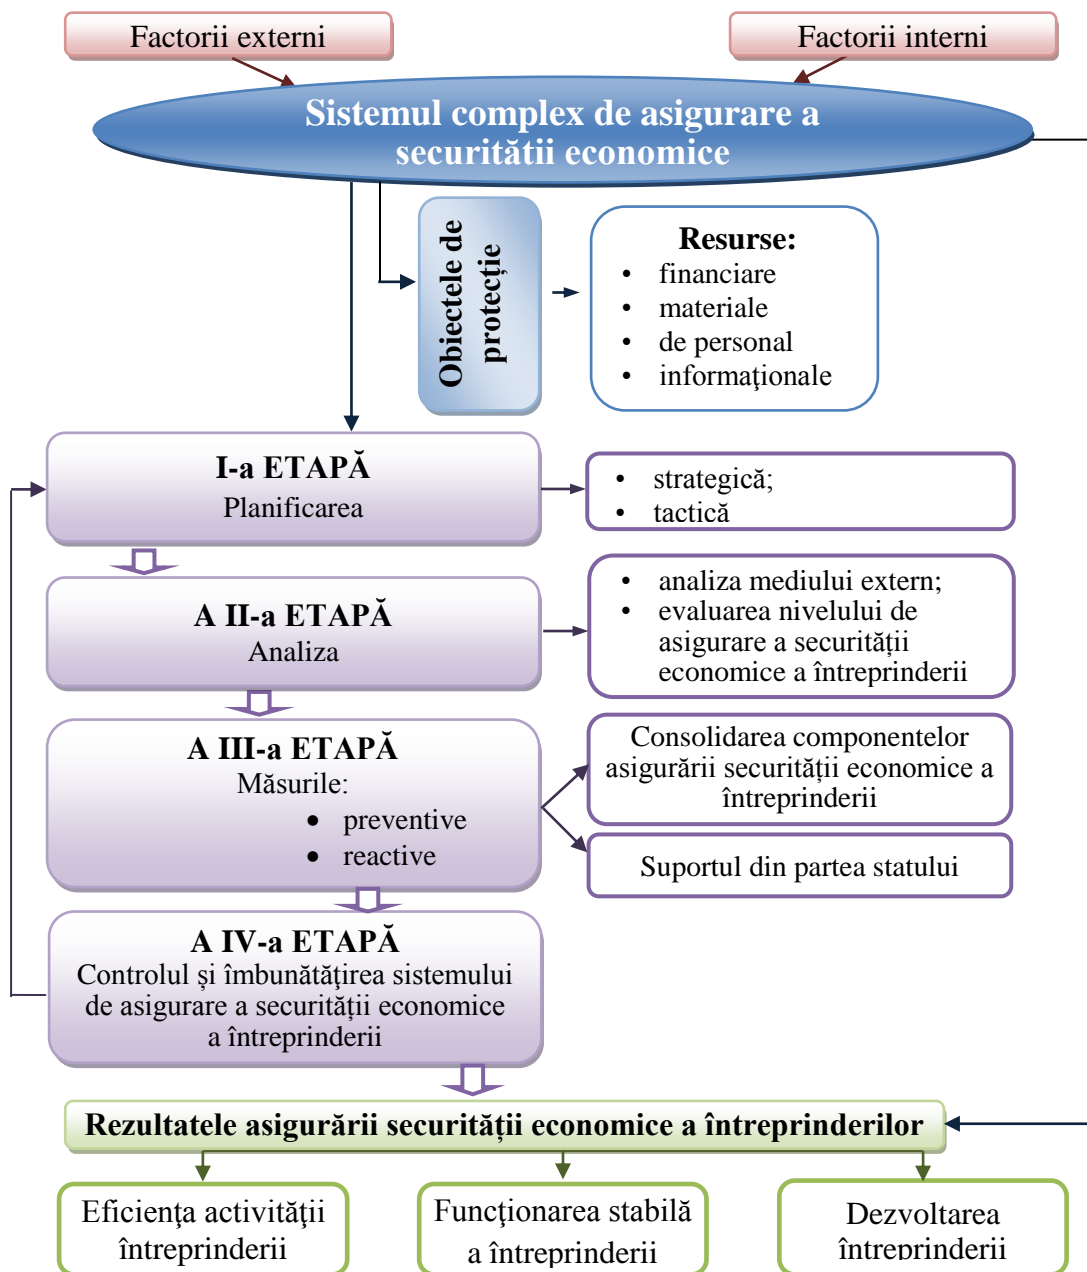 Factorii externi
Factorii interni
Sistemul complex de asigurare a
securitătii economice
Obiectele de
protecție
Resurse:
• financiare
• materiale
• de personal
• informaţionale
I-a ETAPĂ
Planificarea
• strategică;
• tactică
A II-a ETAPĂ
Analiza
• analiza mediului extern;
• evaluarea nivelului de
asigurare a securității
economice a întreprinderii
A III-a ETAPĂ
Măsurile:
• preventive
• reactive
Consolidarea componentelor
asigurării securității economice a
întreprinderii
Suportul din partea statului
A IV-a ETAPĂ
Controlul și îmbunătăţirea sistemului
de asigurare a securității economice
a întreprinderii
Rezultatele asigurării securității economice a întreprinderilor
Eficienţa activităţii
întreprinderii
Funcţionarea stabilă
a întreprinderii
Dezvoltarea
întreprinderii